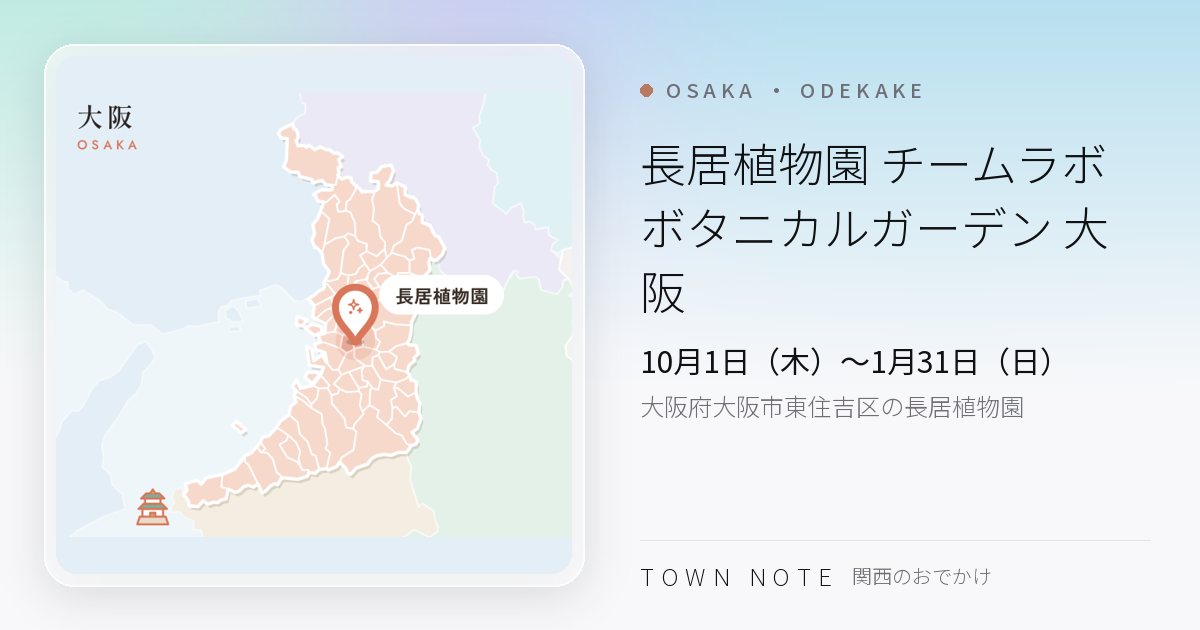 大阪
OSAKA
長居植物園
OSAKA • ODEKAKE
長居植物園 チームラボ
ボタニカルガーデン 大
阪
10月1日（木）〜1月31日（日）
大阪府大阪市東住吉区の長居植物園
TOWN NOTE 関西のおでかけ